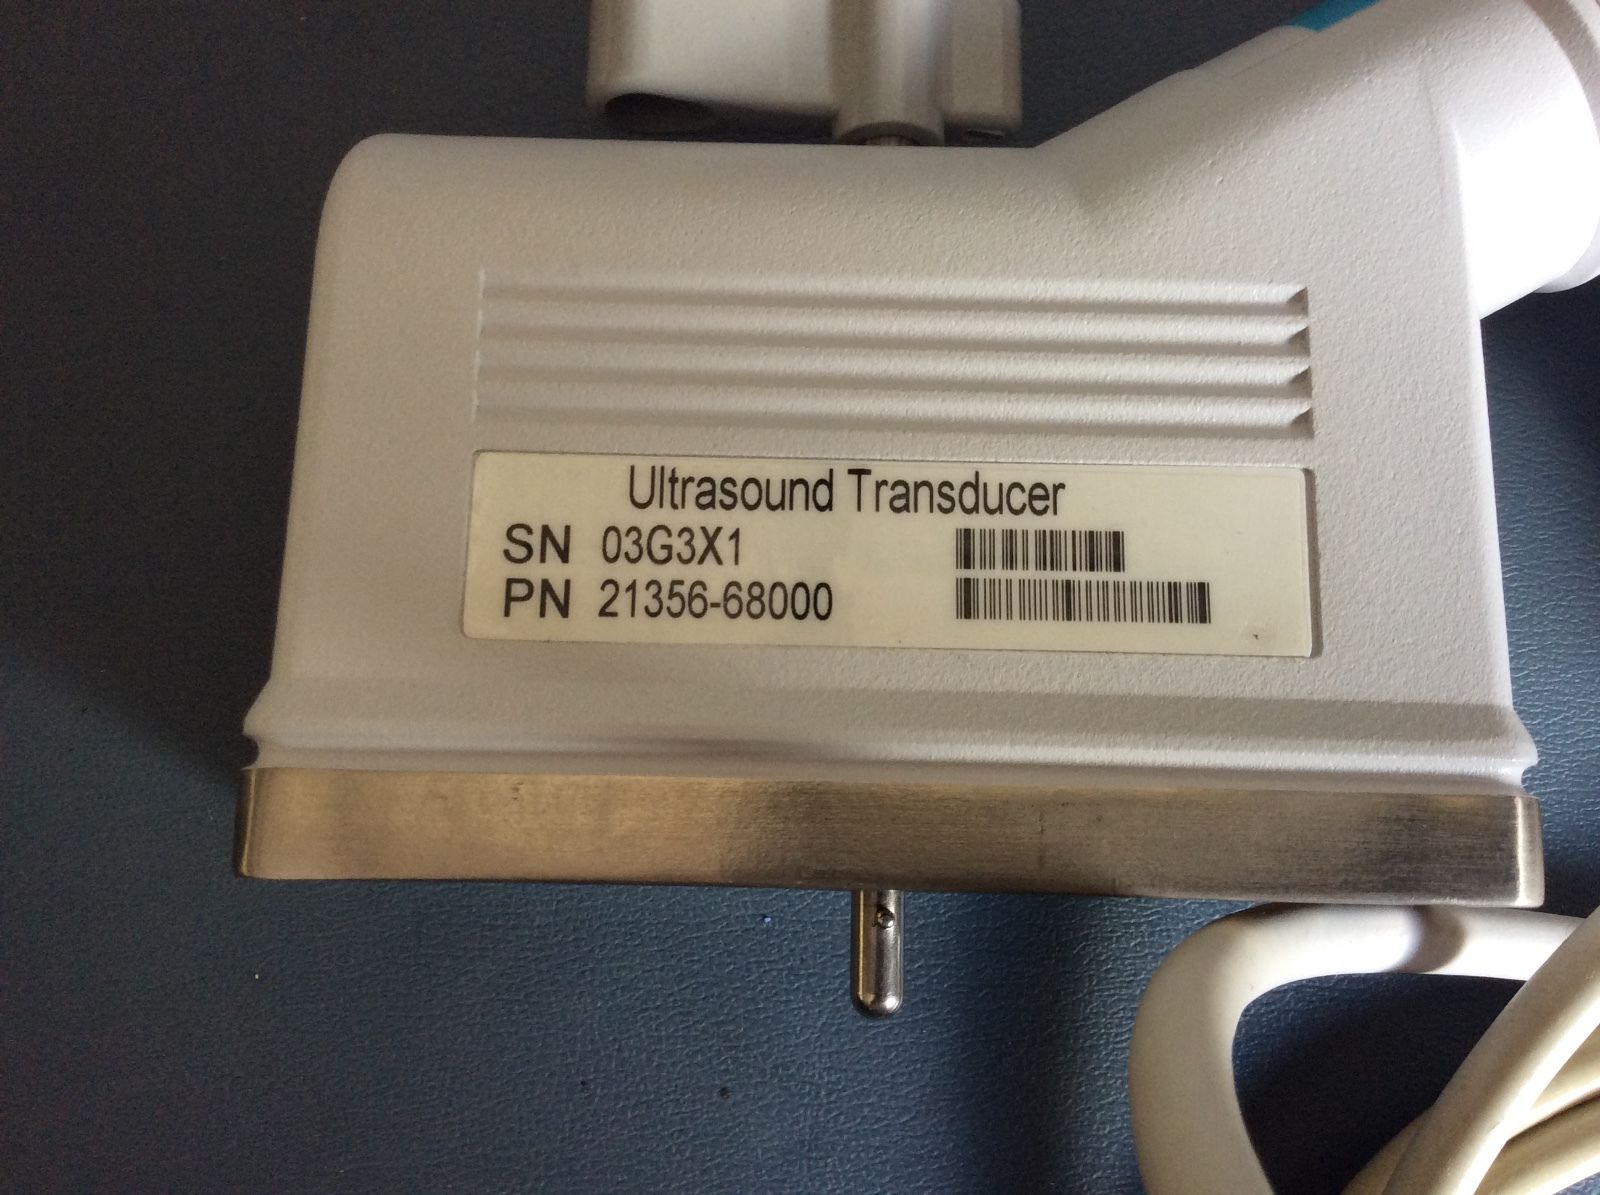 Ultrasound Transducer
SN 03G3X1
PN 21356-68000